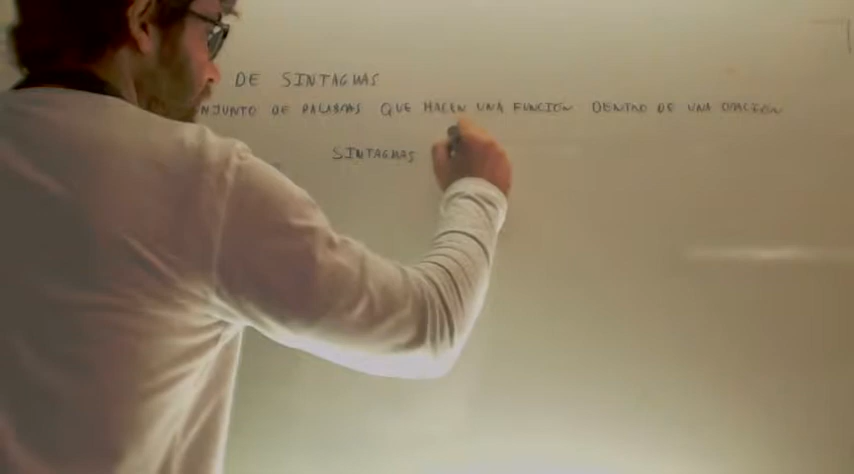 DE SINTAGMAS
NJUNTO DE PALABRAS QUE HACEN UNA FUNCIÓN DENTRO DE UNA ORACIÓN
SINTAGMAS